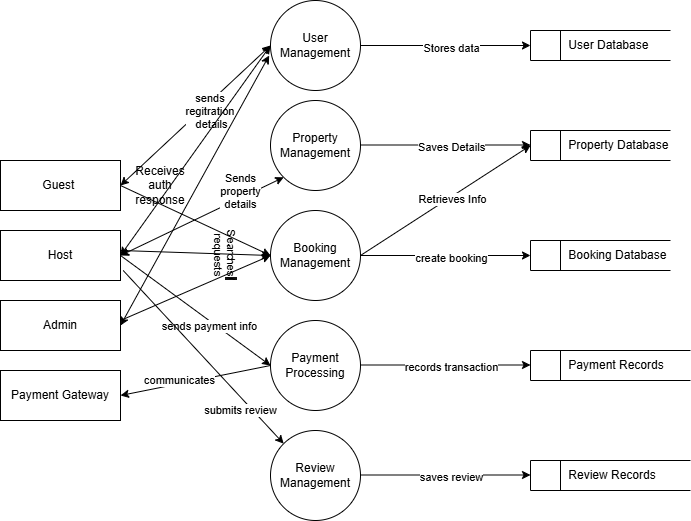 User
Management
Stores data
User Database
sends
regitration
details
Property
Management
Saves Details
Property Database
Guest
Receives
auth
response
Sends
property
details
Retrieves Info
Host
Searches/
requests
Booking
Management
create booking
Booking Database
Admin
sends payment info
Payment
Processing
records transaction
Payment Records
Payment Gateway
communicates
submits review
Review
Management
saves review
Review Records